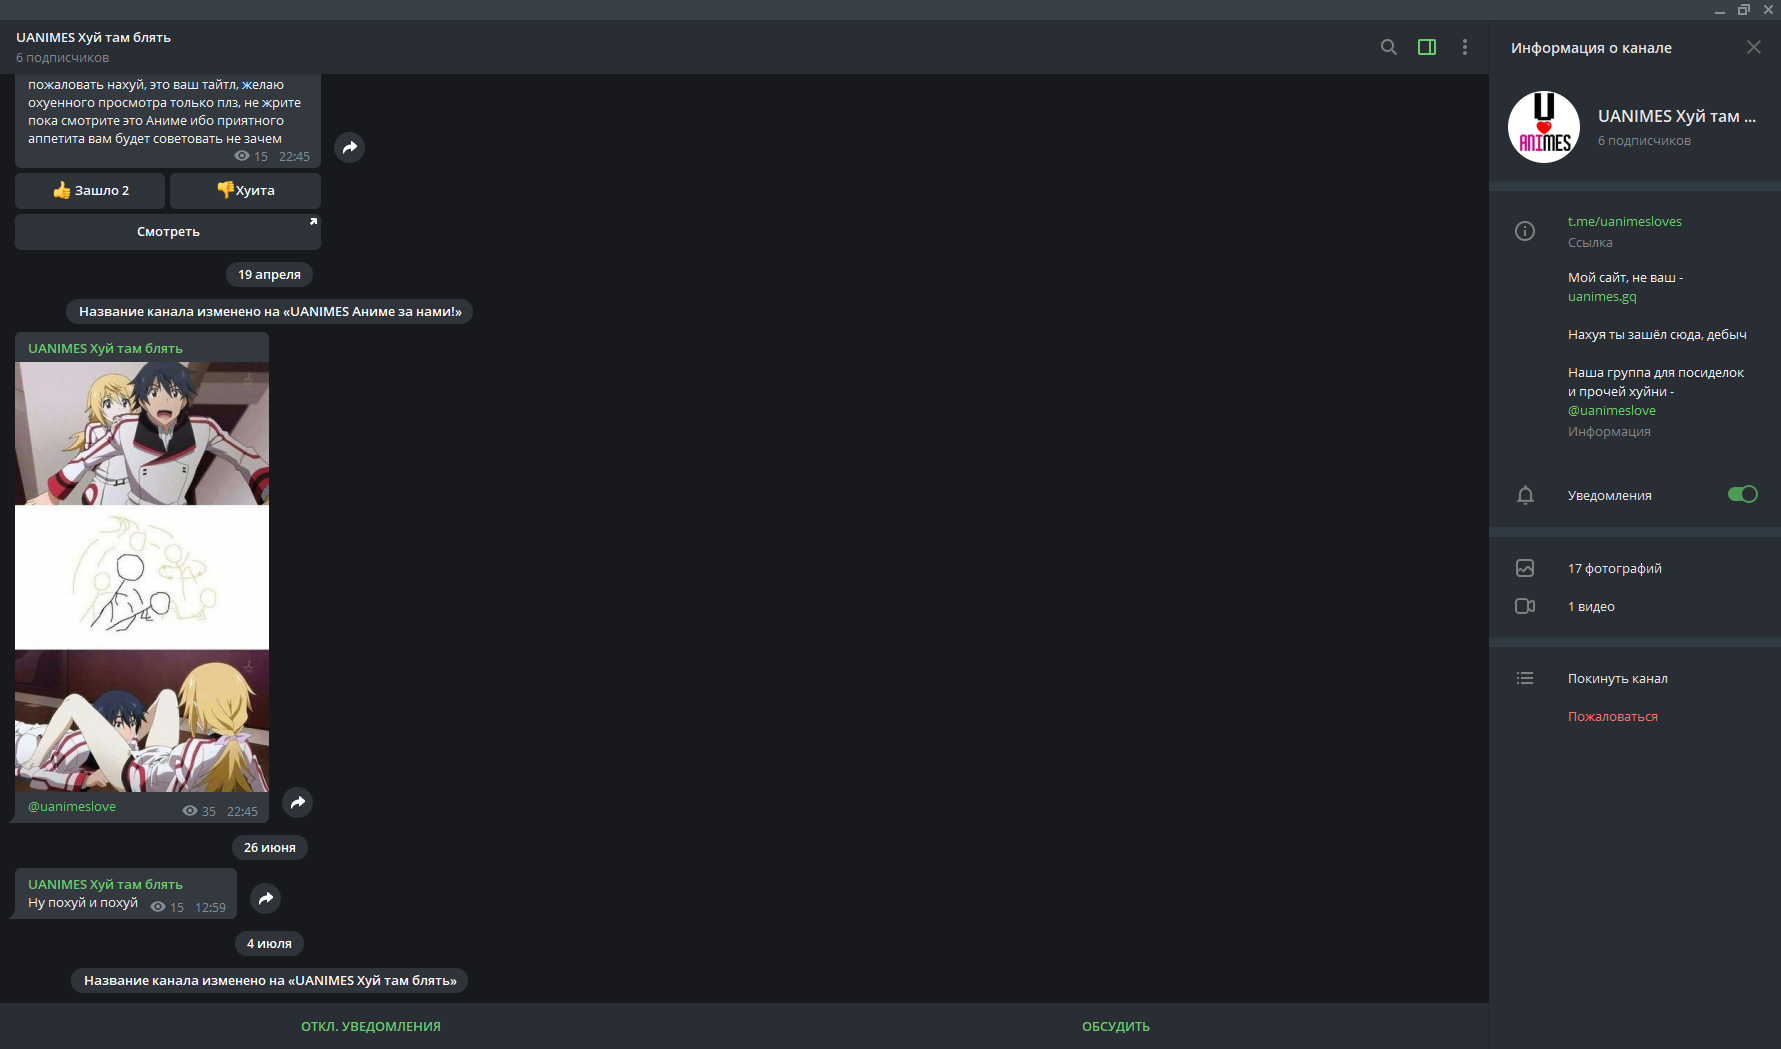 UANIMES Хуй там блять
6 подписчиков
пожаловать нахуй, это ваш тайтл, желаю
охуенного просмотра только плз, не жрите
пока смотрите это Аниме ибо приятного
аппетита вам будет советовать не зачем
15 22:45
👍 Зашло 2
👎Хуита
Смотреть
19 апреля
Название канала изменено на «UANIMES Аниме за нами!»
UANIMES Хуй там блять
@uanimeslove
35 22:45
26 июня
UANIMES Хуй там блять
Ну похуй и похуй 15 12:59
4 июля
Название канала изменено на «UANIMES Хуй там блять»
ОТКЛ. УВЕДОМЛЕНИЯ
ОБСУДИТЬ
Информация о канале
U
ANIMES
UANIMES Хуй там ...
6 подписчиков
t.me/uanimesloves
Ссылка
Мой сайт, не ваш -
uanimes.gq
Нахуя ты зашёл сюда, дебыч
Наша группа для посиделок
и прочей хуйни -
@uanimeslove
Информация
Уведомления
17 фотографий
1 видео
Покинуть канал
Пожаловаться